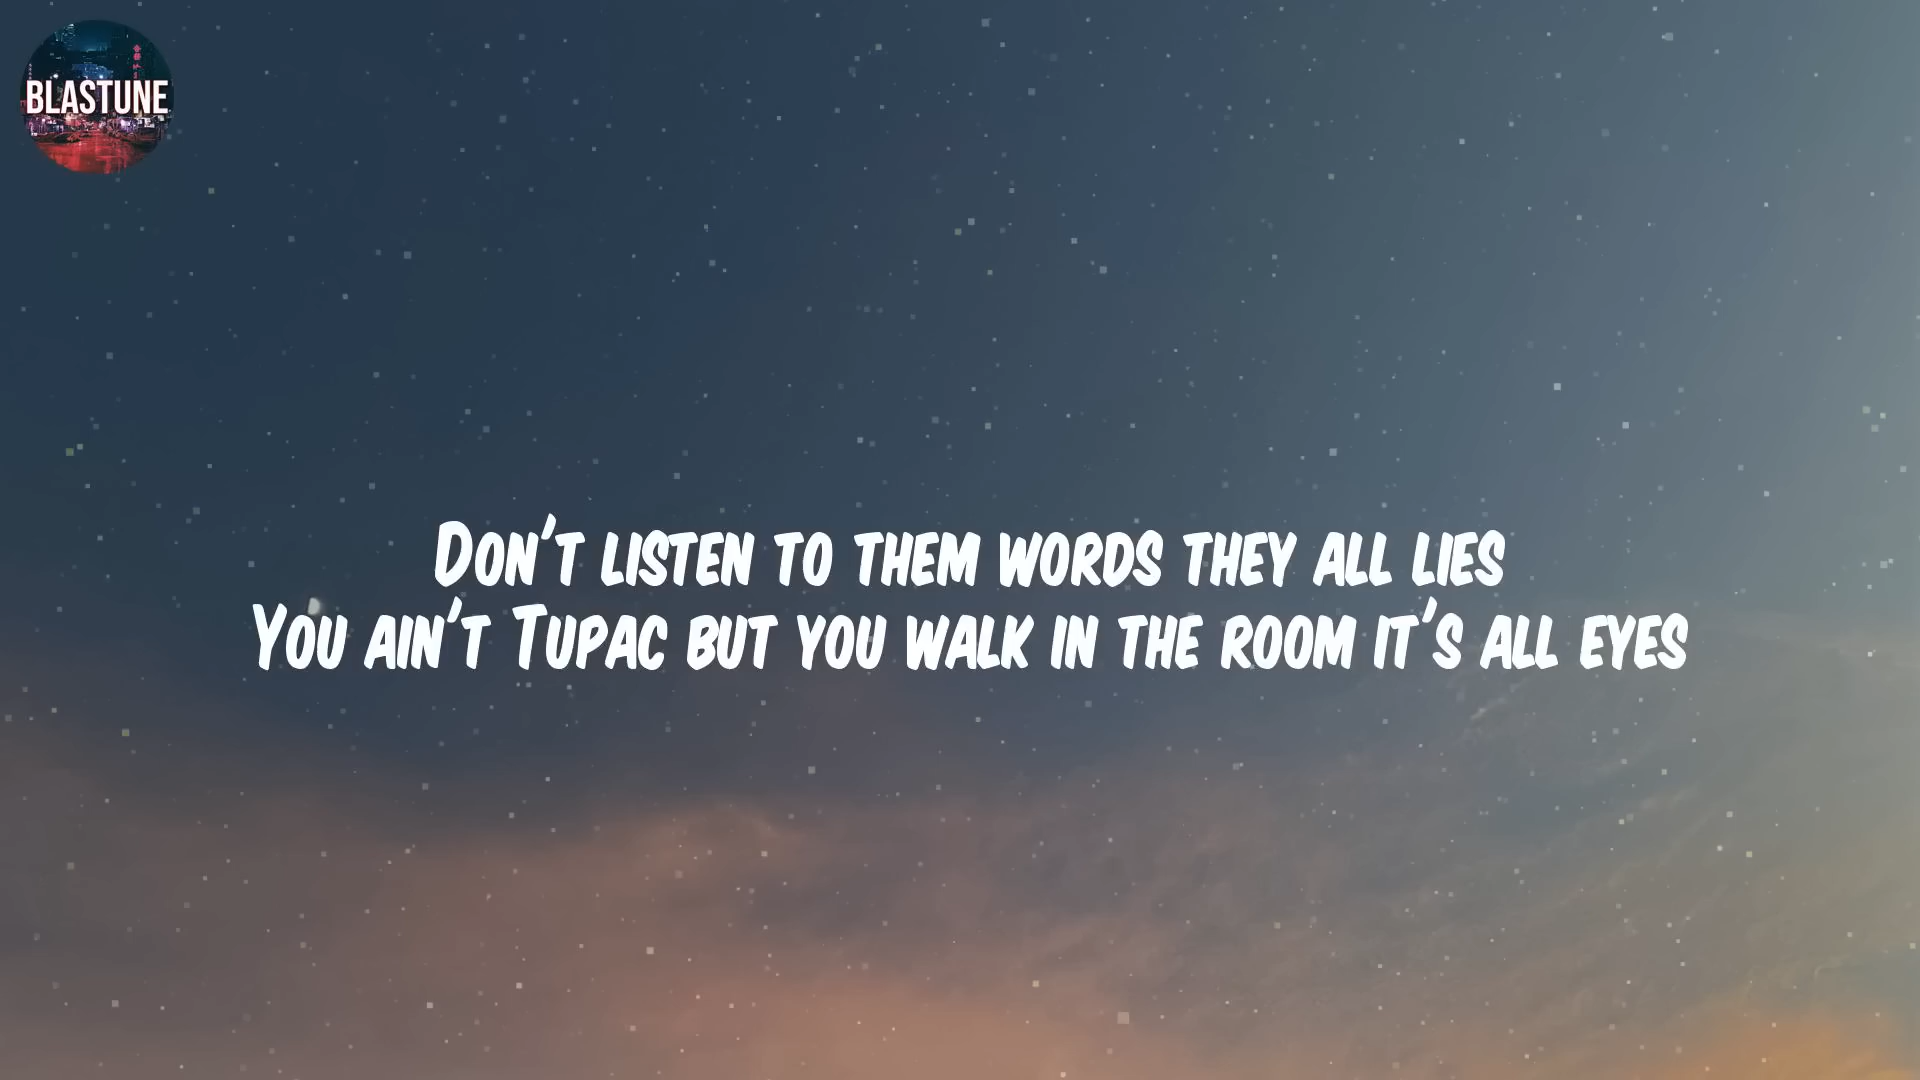 BLASTUNE
Don't listen to them words they all lies
You ain't Tupac but you walk in the room it's all eyes